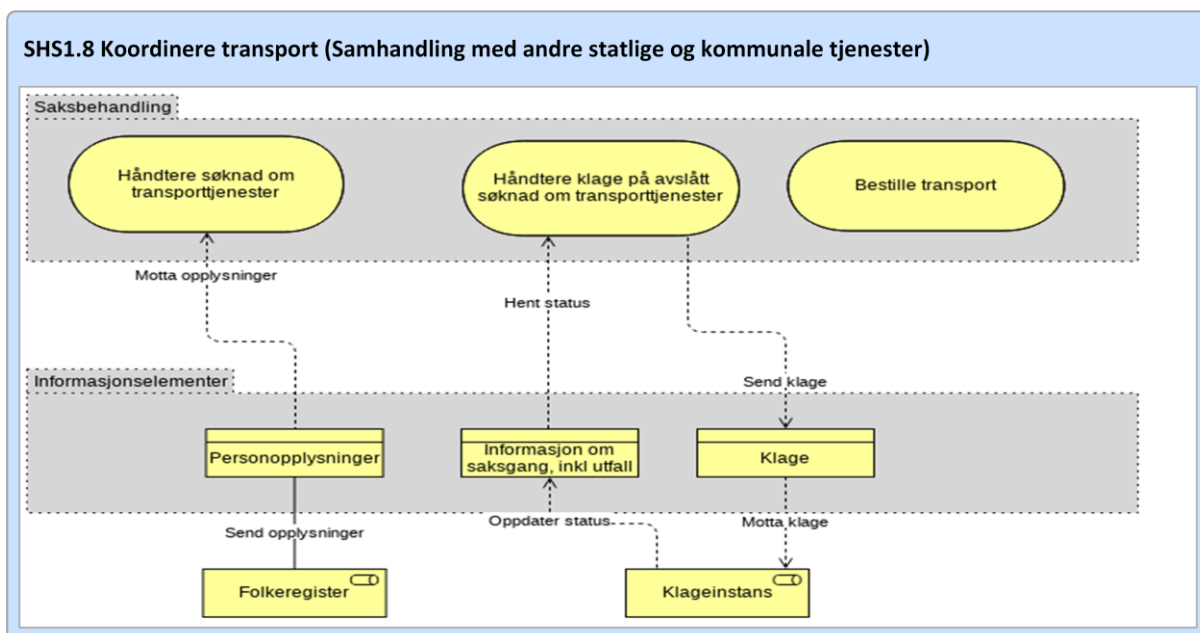 SHS1.8 Koordinere transport (Samhandling med andre statlige og kommunale tjenester)
Saksbehandling
Håndtere søknad om
transporttjenester
Håndtere klage på avslått
søknad om transporttjenester
Bestille transport
Motta opplysninger
Hent status
Send klage
Informasjonselementer
Personopplysninger
Informasjon om
saksgang, inkl utfall
Klage
Send opplysninger
Oppdater status
Motta klage
Folkeregister
Klageinstans